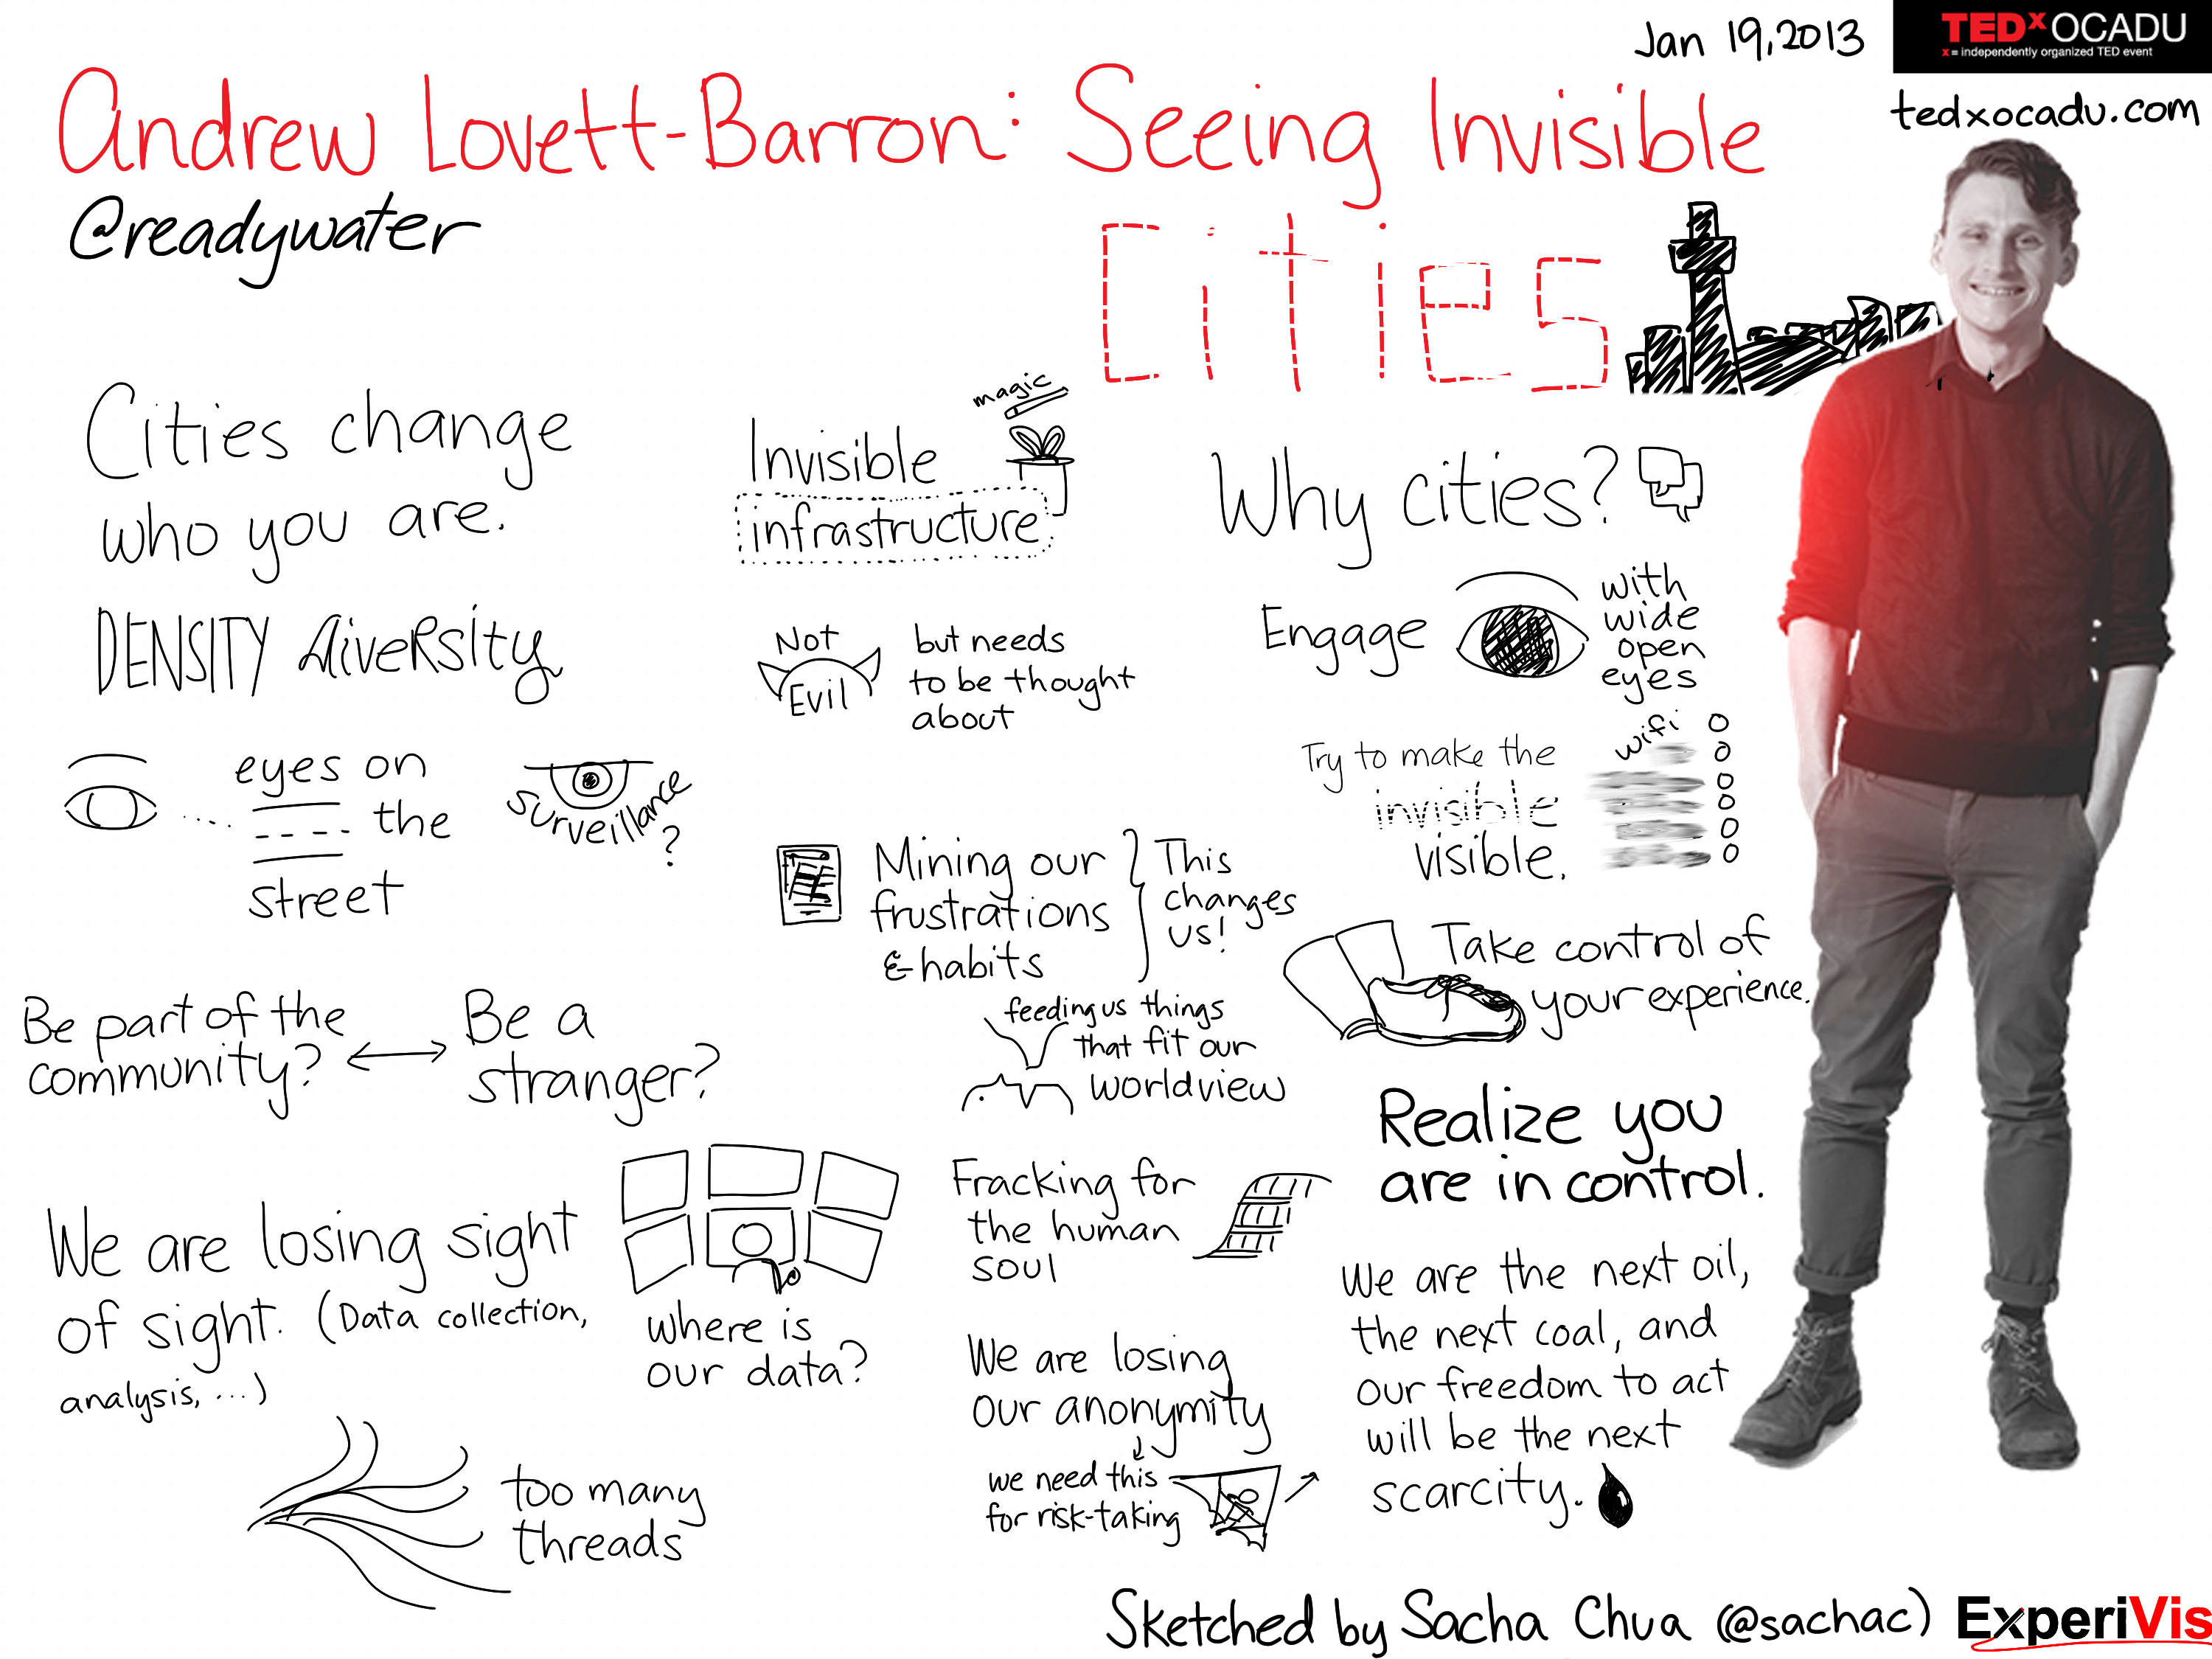 Jan 19, 2013
TEDxOCADU
x = independently organized TED event
tedxocadu.com
Andrew Lovett-Barron: Seeing Invisible
Cities
@readywater
Cities change
who you are.
DENSITY diveRsity
eyes on
the
street
surveillance
?
Be part of the
community?
Be a
stranger?
We are losing sight
of sight. (Data collection,
analysis, ...)
where is
our data?
too many
threads
magic
Invisible
infrastructure
Not
Evil
but needs
to be thought
about
Mining our
frustrations
& habits
This
changes
us!
feeding us things
that fit our
worldview
Fracking for
the human
soul
We are losing
our anonymity
we need this
for risk-taking
Why cities?
Engage
with
wide
open
eyes
Try to make the
invisible
visible.
wifi
Take control of
your experience.
Realize you
are in control.
We are the next oil,
the next coal, and
our freedom to act
will be the next
scarcity.
Sketched by Sacha Chua (@sachac)
ExperiVis